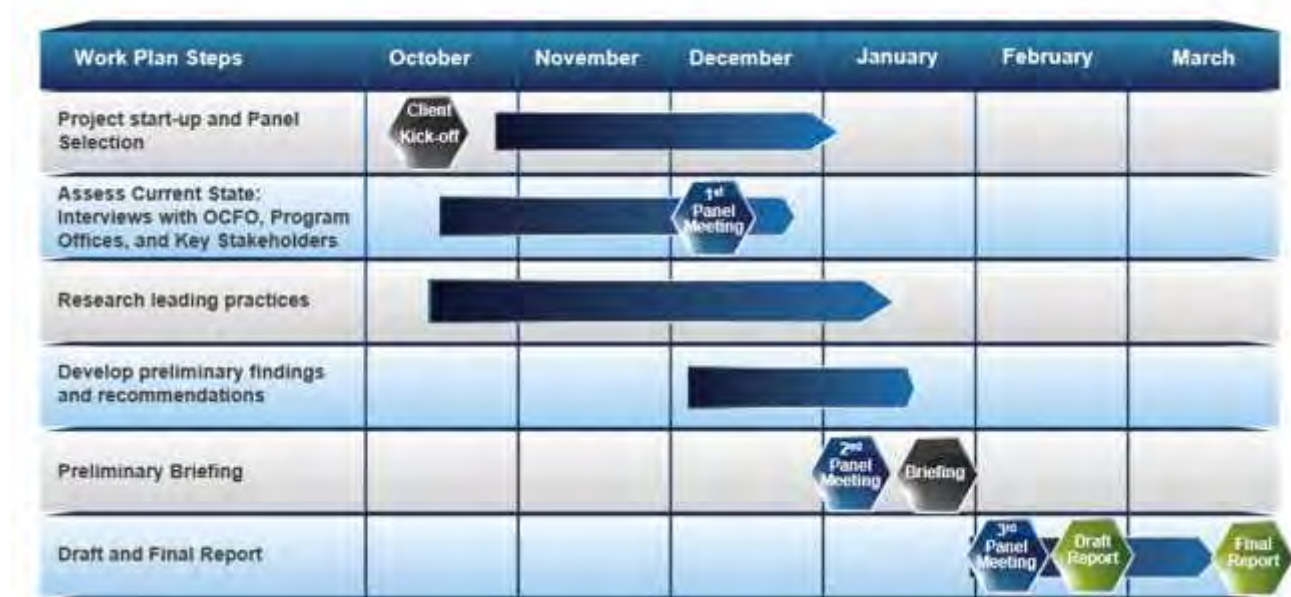 Work Plan Steps October November December January February March
Project start-up and Panel
Selection
Client
Kick-off
Assess Current State:
Interviews with OCFO, Program
Offices, and Key Stakeholders
1st
Panel
Meeting
Research leading practices
Develop preliminary findings
and recommendations
Preliminary Briefing
2nd
Panel
Meeting
Briefing
Draft and Final Report
3rd
Panel
Meeting
Draft
Report
Final
Report